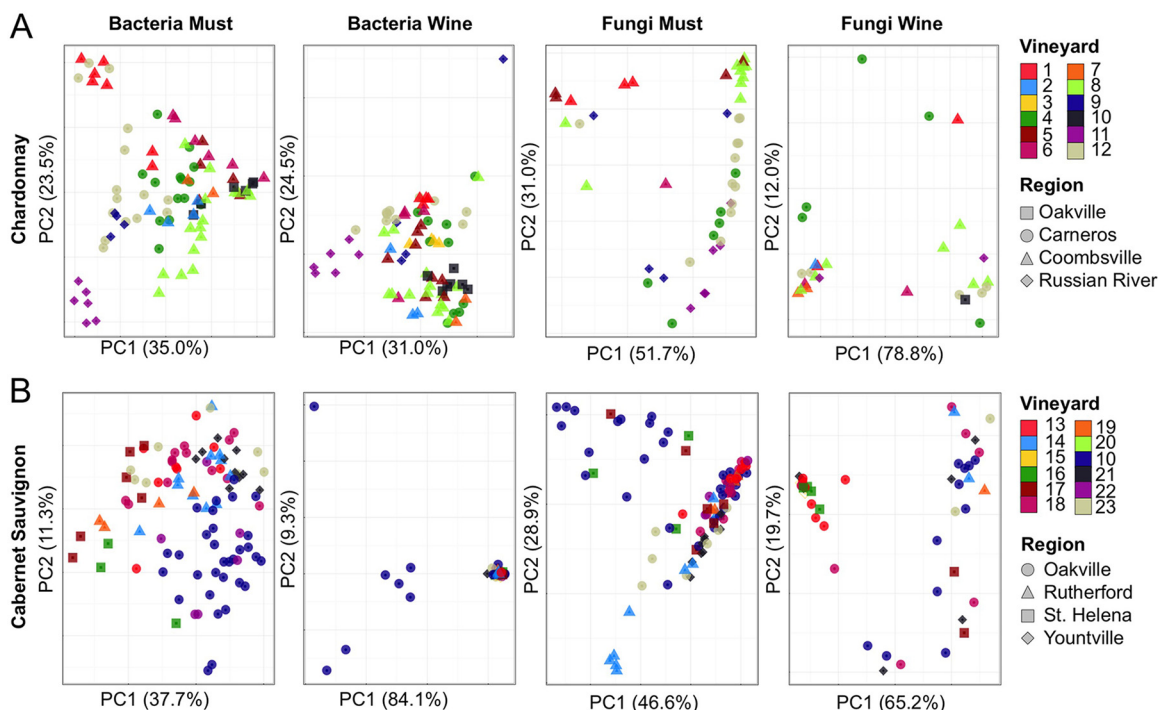 A
Bacteria Must
Bacteria Wine
Fungi Must
Fungi Wine
Chardonnay
PC2 (23.5%)
PC1 (35.0%)
PC2 (24.5%)
PC1 (31.0%)
PC2 (31.0%)
PC1 (51.7%)
PC2 (12.0%)
PC1 (78.8%)
Vineyard
1 7
2 8
3 9
4 10
5 11
6 12
Region
Oakville
Carneros
Coombsville
Russian River
B
Cabernet Sauvignon
PC2 (11.3%)
PC1 (37.7%)
PC2 (9.3%)
PC1 (84.1%)
PC2 (28.9%)
PC1 (46.6%)
PC2 (19.7%)
PC1 (65.2%)
Vineyard
13 19
14 20
15 10
16 21
17 22
18 23
Region
Oakville
Rutherford
St. Helena
Yountville